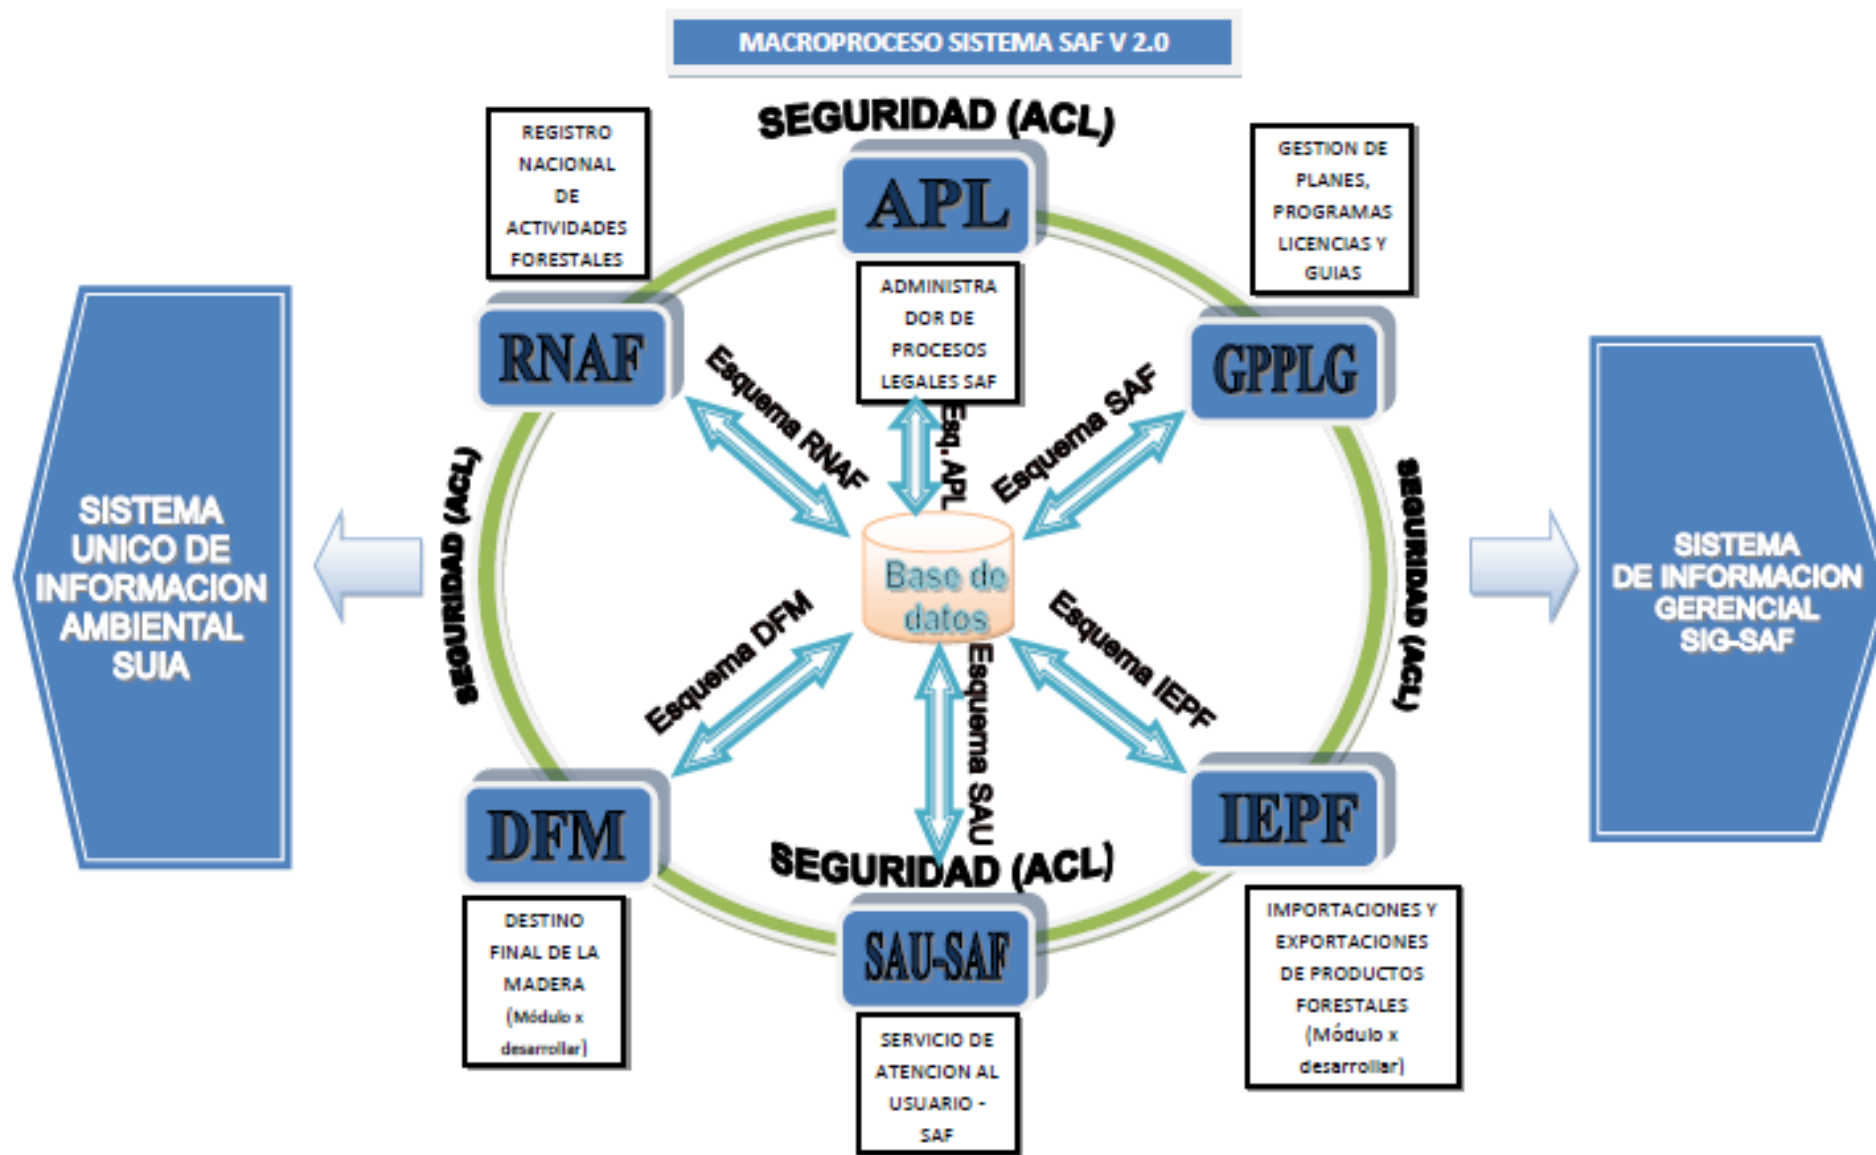 MACROPROCESO SISTEMA SAF V 2.0
SEGURIDAD (ACL)
REGISTRO
NACIONAL
DE
ACTIVIDADES
FORESTALES
RNAF
APL
ADMINISTRA
DOR DE
PROCESOS
LEGALES SAF
GESTION DE
PLANES,
PROGRAMAS
LICENCIAS Y
GUIAS
GPPLG
Esquema RNAF
Esq. APL
Esquema SAF
SISTEMA
UNICO DE
INFORMACION
AMBIENTAL
SUIA
SEGURIDAD (ACL)
Base de
datos
SEGURIDAD (ACL)
SISTEMA
DE INFORMACION
GERENCIAL
SIG-SAF
Esquema DFM
Esquema SAU
Esquema IEPF
DFM
DESTINO
FINAL DE LA
MADERA
(Módulo x
desarrollar)
SEGURIDAD (ACL)
SAU-SAF
SERVICIO DE
ATENCION AL
USUARIO -
SAF
IEPF
IMPORTACIONES Y
EXPORTACIONES
DE PRODUCTOS
FORESTALES
(Módulo x
desarrollar)